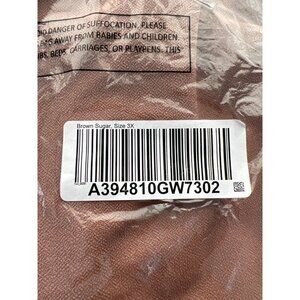 DANGER OF SUFFOCATION, PLEASE
AWAY FROM BABIES AND CHILDREN.
BEDS, CARRIAGES, OR PLAYPENS. THIS
Brown Sugar, Size 3X
A394810GW7302